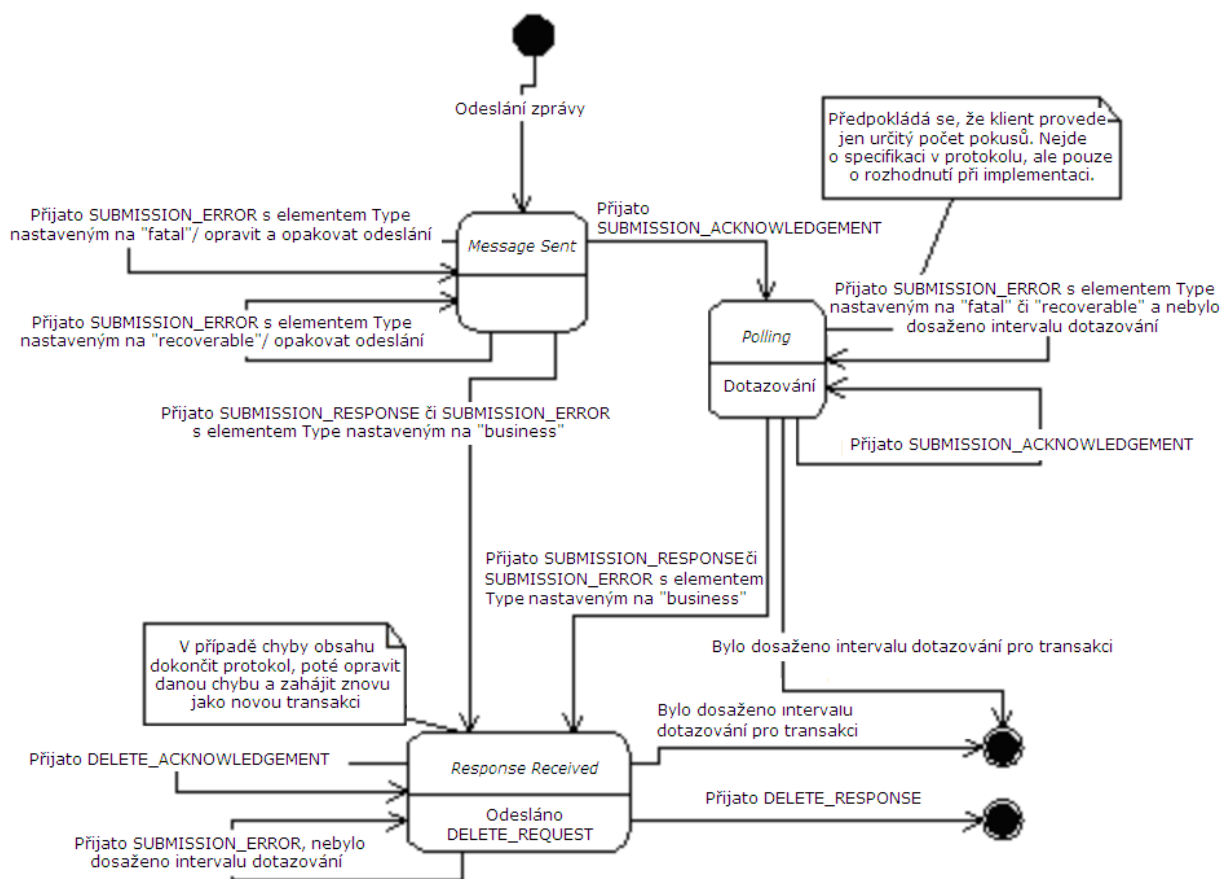 Odeslání zprávy
Předpokládá se, že klient provede
jen určitý počet pokusů. Nejde
o specifikaci v protokolu, ale pouze
o rozhodnutí při implementaci.
Přijato SUBMISSION_ERROR s elementem Type
nastaveným na "fatal"/ opravit a opakovat odeslání
Message Sent
Přijato
SUBMISSION_ACKNOWLEDGEMENT
Přijato SUBMISSION_ERROR s elementem Type
nastaveným na "recoverable"/ opakovat odeslání
Přijato SUBMISSION_ERROR s elementem Type
nastaveným na "fatal" či "recoverable" a nebylo
dosaženo intervalu dotazování
Polling
Dotazování
Přijato SUBMISSION_RESPONSE či SUBMISSION_ERROR
s elementem Type nastaveným na "business"
Přijato SUBMISSION_ACKNOWLEDGEMENT
Přijato SUBMISSION_RESPONSE či
SUBMISSION_ERROR s elementem
Type nastaveným na "business"
V případě chyby obsahu
dokončit protokol, poté opravit
danou chybu a zahájit znovu
jako novou transakci
Bylo dosaženo intervalu dotazování pro transakci
Bylo dosaženo intervalu
dotazování pro transakci
Přijato DELETE_ACKNOWLEDGEMENT
Response Received
Odesláno
DELETE_REQUEST
Přijato DELETE_RESPONSE
Přijato SUBMISSION_ERROR, nebylo
dosaženo intervalu dotazování